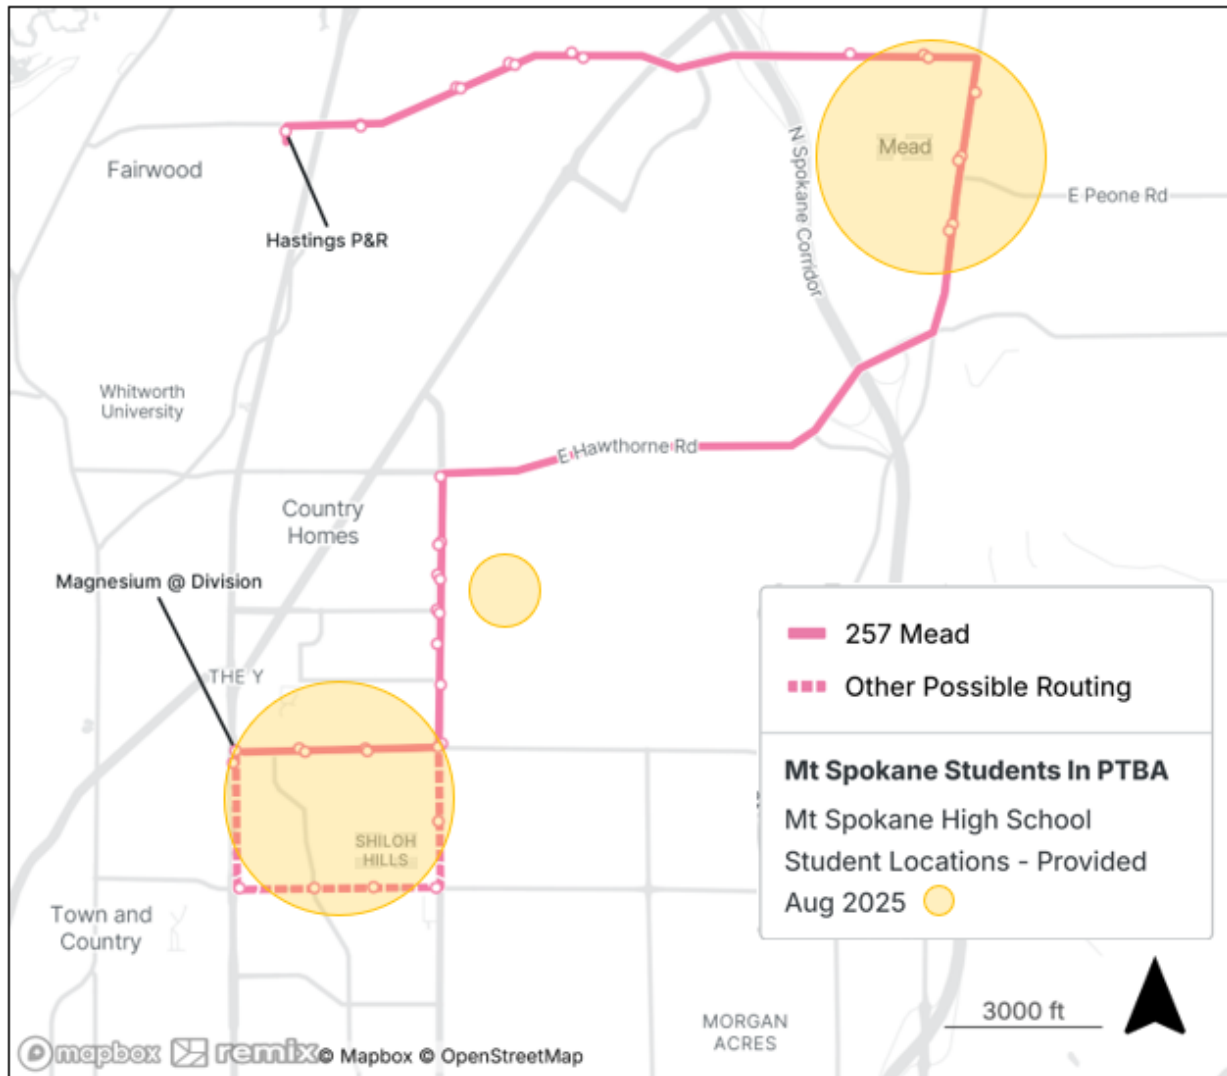 Fairwood
Hastings P&R
N Spokane Corridor
Mead
E Peone Rd
Whitworth
University
E Hawthorne Rd
Country
Homes
Magnesium @ Division
THE Y
SHILOH
HILLS
Town and
Country
257 Mead
Other Possible Routing
Mt Spokane Students In PTBA
Mt Spokane High School
Student Locations - Provided
Aug 2025
3000 ft
MORGAN
ACRES
mapbox remix © Mapbox © OpenStreetMap